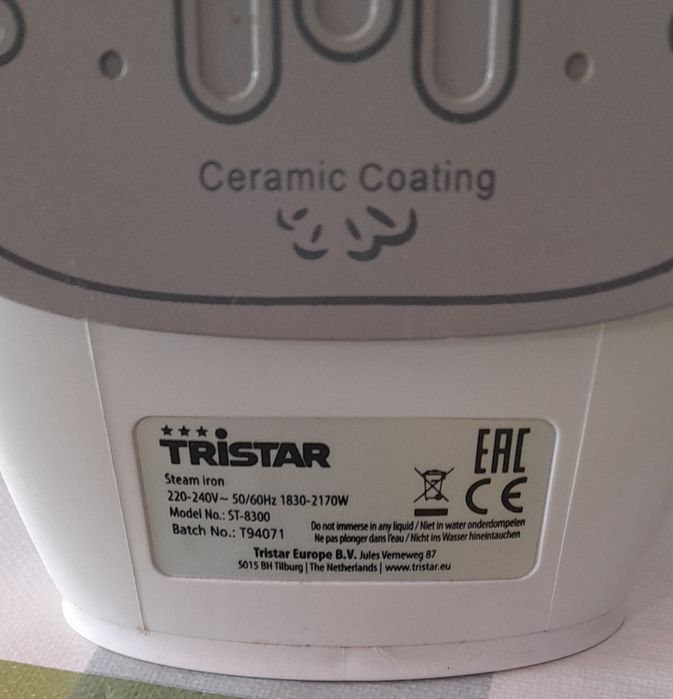 Ceramic Coating
TRISTAR
EAC
CE
Steam iron
220-240V~ 50/60Hz 1830-2170W
Model No.: ST-8300
Batch No.: T94071
Do not immerse in any liquid / Niet in water onderdompelen
Ne pas plonger dans l'eau / Nicht ins Wasser hineintauchen
Tristar Europe B.V. Jules Verneweg 87
5015 BH Tilburg | The Netherlands | www.tristar.eu